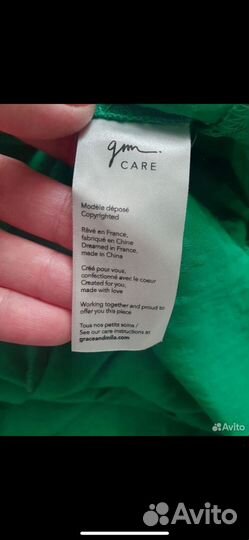 gm.
CARE
Modèle déposé
Copyrighted
Rêvé en France,
fabriqué en Chine
Dreamed in France,
made in China
Créé pour vous,
confectionné avec le coeur
Created for you,
made with love
Working together and proud to
offer you this piece
Tous nos petits soins /
See our care instructions at
graceandmila.com
Avito
Avito